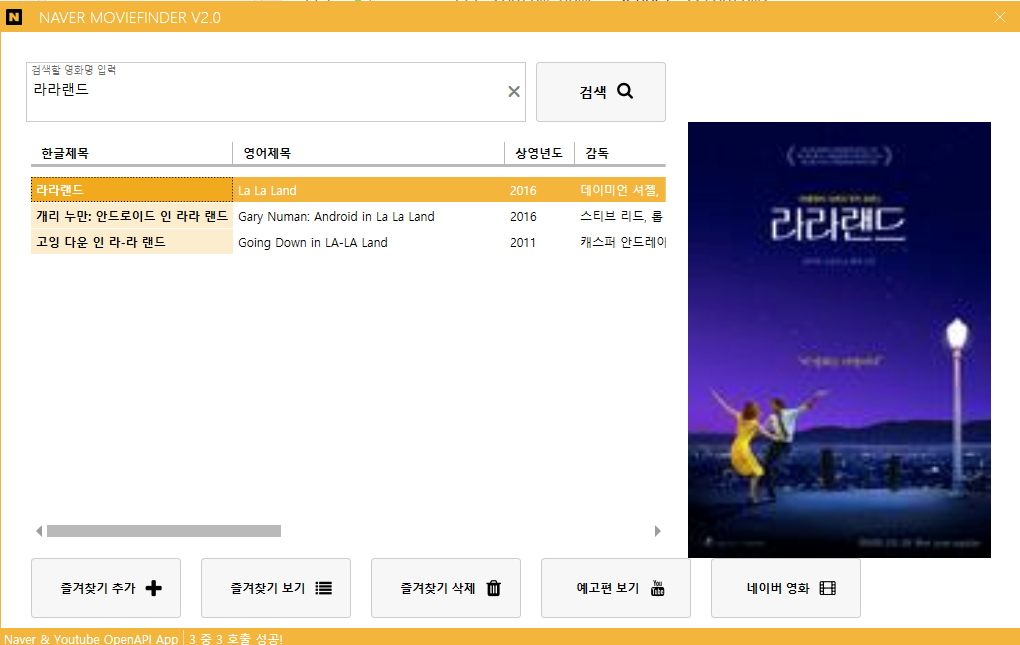 N NAVER MOVIEFINDER V2.0
검색할 영화명 입력
라라랜드
검색
한글제목 영어제목 상영년도 감독
라라랜드 La La Land 2016 데이미언 셔젤,
개리 누만: 안드로이드 인 라라 랜드 Gary Numan: Android in La La Land 2016 스티브 리드, 롭
고잉 다운 인 라-라 랜드 Going Down in LA-LA Land 2011 캐스퍼 안드레아
라라랜드
즐겨찾기 추가 즐겨찾기 보기 즐겨찾기 삭제 예고편 보기 You Tube 네이버 영화
Naver & Youtube OpenAPI App 3 중 3 호출 성공!